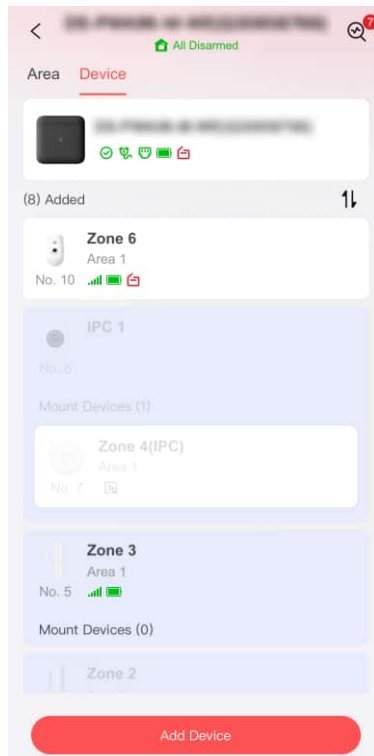 7
All Disarmed
Area Device
(8) Added
Zone 6
Area 1
No. 10
IPC 1
No. 6
Mount Devices (1)
Zone 4(IPC)
Area 1
No. 7
Zone 3
Area 1
No. 5
Mount Devices (0)
Zone 2
Add Device